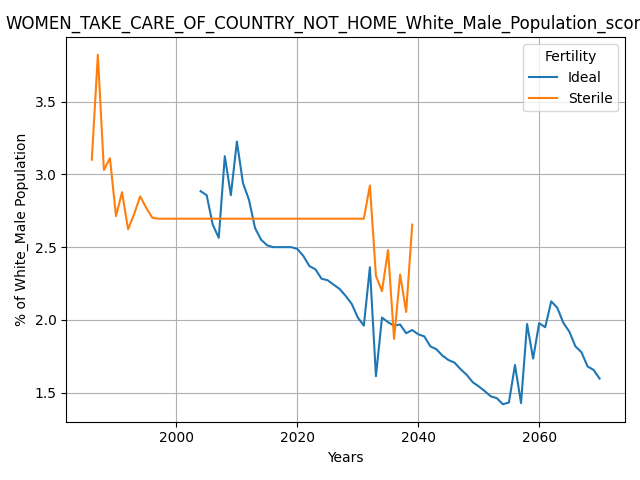 WOMEN_TAKE_CARE_OF_COUNTRY_NOT_HOME_White_Male_Population_scor
Fertility
Ideal
Sterile
% of White_Male Population
3.5
3.0
2.5
2.0
1.5
2000 2020 2040 2060
Years